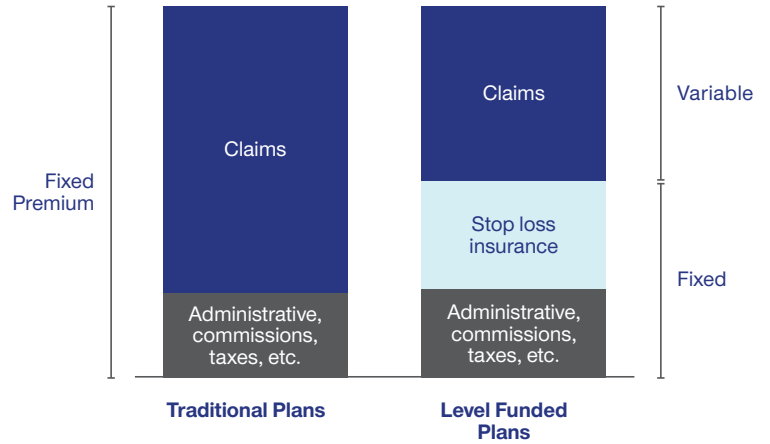 Fixed
Premium
Claims
Administrative,
commissions,
taxes, etc.
Traditional Plans
Claims
Stop loss
insurance
Administrative,
commissions,
taxes, etc.
Level Funded
Plans
Variable
Fixed